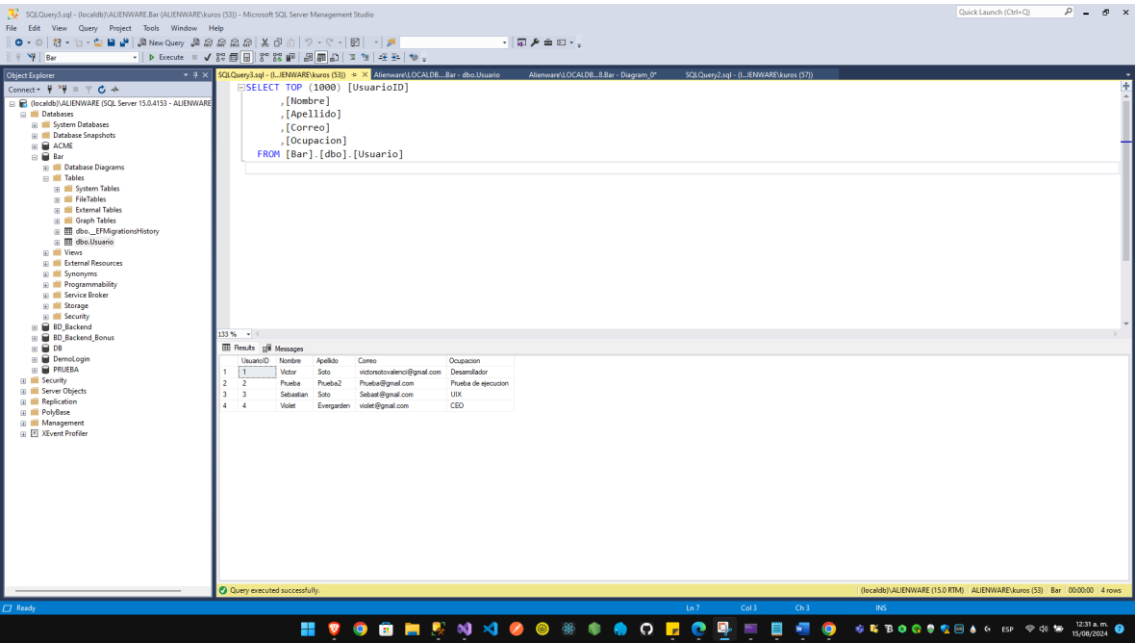 SQLQuery3.sql - (localdb)\ALIENWARE.Bar (ALIENWARE\kuros (53)) - Microsoft SQL Server Management Studio
Quick Launch (Ctrl+Q)
File Edit View Query Project Tools Window Help
New Query
Bar
Execute
Object Explorer
Connect
(localdb)\ALIENWARE (SQL Server 15.0.4153 - ALIENWARE
Databases
System Databases
Database Snapshots
ACME
Bar
Database Diagrams
Tables
System Tables
FileTables
External Tables
Graph Tables
dbo.__EFMigrationsHistory
dbo.Usuario
Views
External Resources
Synonyms
Programmability
Service Broker
Storage
Security
BD_Backend
BD_Backend_Bonus
DB
DemoLogin
PRUEBA
Security
Server Objects
Replication
PolyBase
Management
XEvent Profiler
SQLQuery3.sql - (l...IENWARE\kuros (53)) Alienware\LOCALDB....Bar - dbo.Usuario Alienware\LOCALDB...8.Bar - Diagram_0* SQLQuery2.sql - (l...IENWARE\kuros (57))
SELECT TOP (1000) [UsuarioID]
,[Nombre]
,[Apellido]
,[Correo]
,[Ocupacion]
FROM [Bar].[dbo].[Usuario]
133 %
Results Messages
UsuarioID Nombre Apellido Correo Ocupacion
1 1 Victor Soto victorsotovalenci@gmail.com Desarrollador
2 2 Prueba Prueba2 Prueba@gmail.com Prueba de ejecucion
3 3 Sebastian Soto Sebast@gmail.com UIX
4 4 Violet Evergarden violet@gmail.com CEO
Query executed successfully.
(localdb)\ALIENWARE (15.0 RTM) ALIENWARE\kuros (53) Bar 00:00:00 4 rows
Ready
Ln 7 Col 3 Ch 3 INS
ESP
12:31 a. m.
15/08/2024